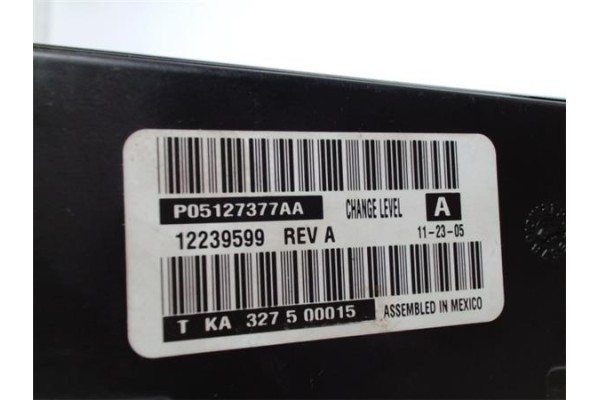 P05127377AA CHANGE LEVEL A
12239599 REV A 11-23-05
T KA 327 5 00015 ASSEMBLED IN MEXICO